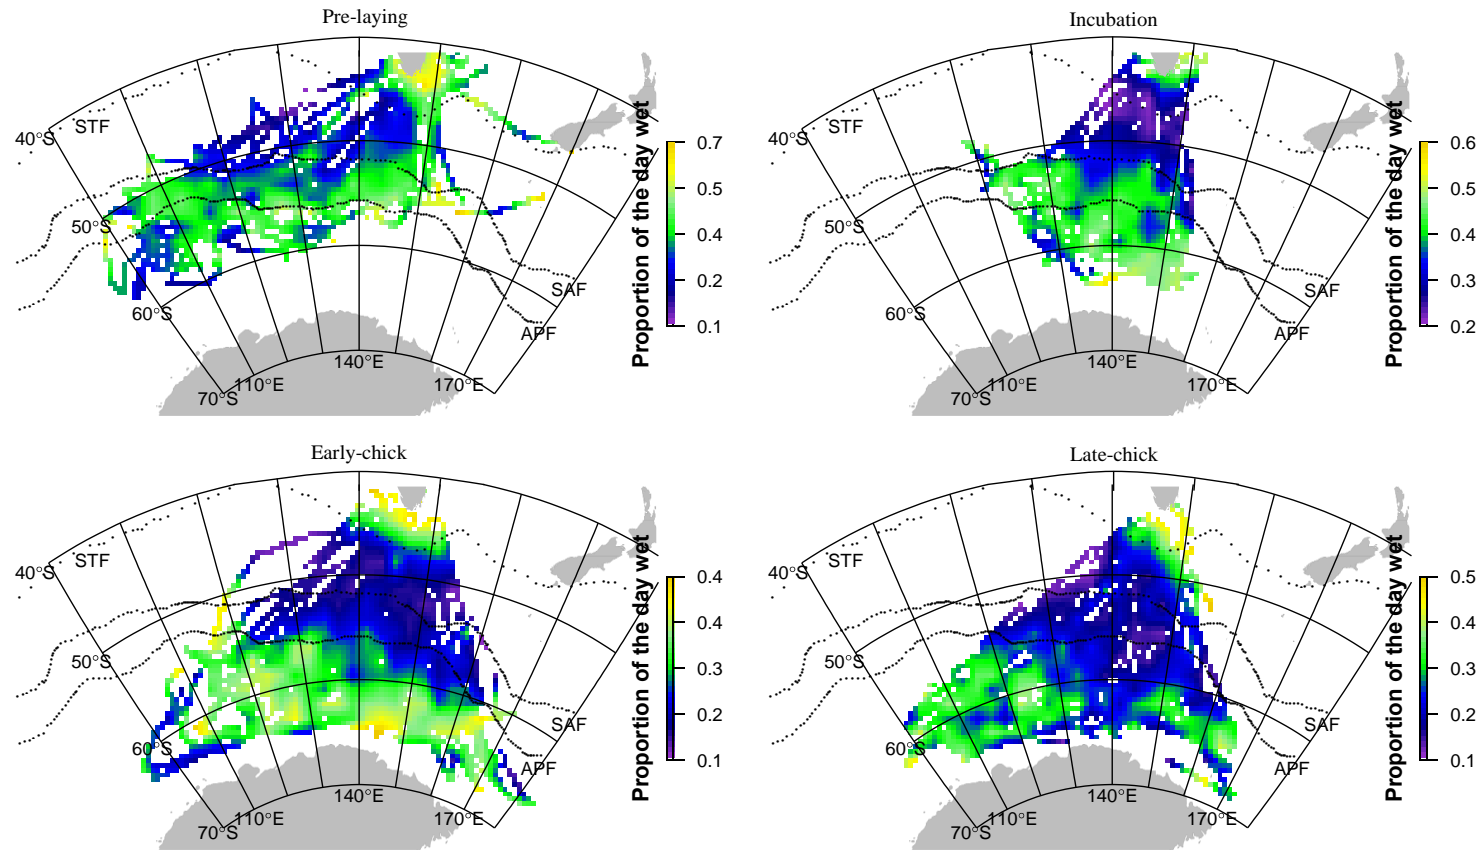 Pre-laying
40°S
STF
50°S
60°S
70°S
110°E
140°E
170°E
SAF
APF
Proportion of the day wet
0.7
0.5
0.4
0.2
0.1
Incubation
40°S
STF
50°S
60°S
70°S
110°E
140°E
170°E
SAF
APF
Proportion of the day wet
0.6
0.5
0.4
0.3
0.2
Early-chick
40°S
STF
50°S
60°S
70°S
110°E
140°E
170°E
SAF
APF
Proportion of the day wet
0.4
0.4
0.3
0.2
0.1
Late-chick
40°S
STF
50°S
60°S
70°S
110°E
140°E
170°E
SAF
APF
Proportion of the day wet
0.5
0.4
0.3
0.2
0.1